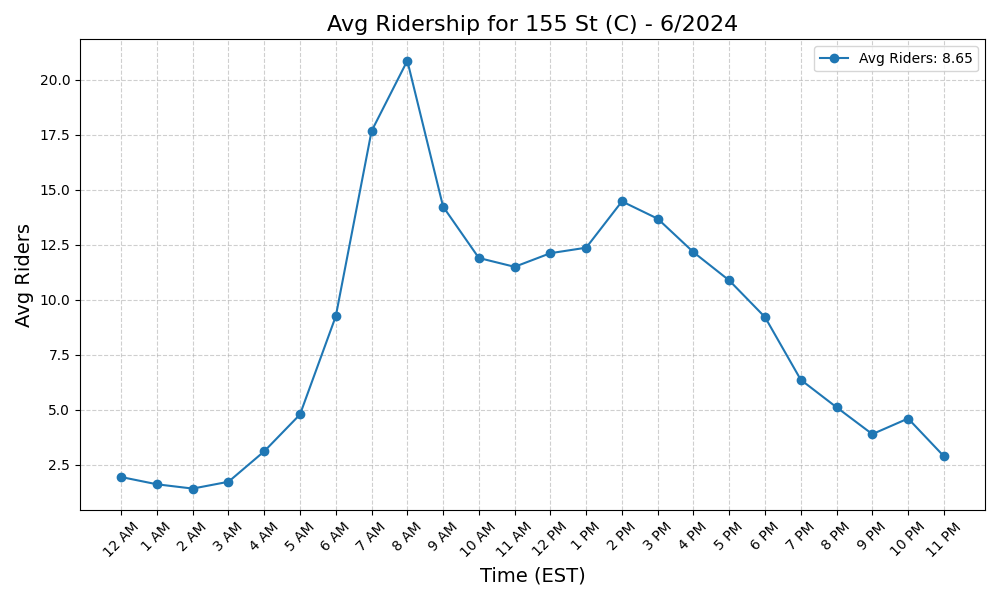 Avg Ridership for 155 St (C) - 6/2024
Avg Riders: 8.65
Avg Riders
20.0
17.5
15.0
12.5
10.0
7.5
5.0
2.5
12 AM
1 AM
2 AM
3 AM
4 AM
5 AM
6 AM
7 AM
8 AM
9 AM
10 AM
11 AM
12 PM
1 PM
2 PM
3 PM
4 PM
5 PM
6 PM
7 PM
8 PM
9 PM
10 PM
11 PM
Time (EST)